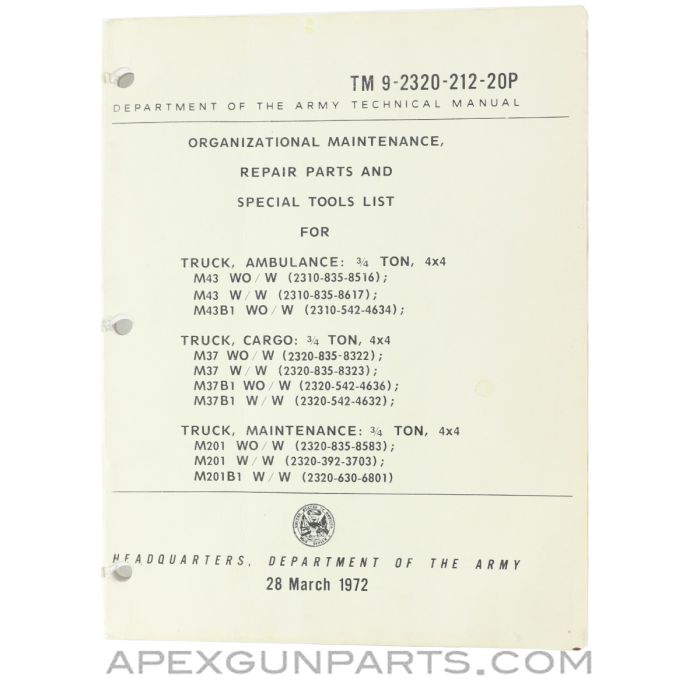 TM 9-2320-212-20P
DEPARTMENT OF THE ARMY TECHNICAL MANUAL
ORGANIZATIONAL MAINTENANCE,
REPAIR PARTS AND
SPECIAL TOOLS LIST
FOR
TRUCK, AMBULANCE: ¾ TON, 4x4
M43 WO/W (2310-835-8516);
M43 W/W (2310-835-8617);
M43B1 WO/W (2310-542-4634);
TRUCK, CARGO: ¾ TON, 4x4
M37 WO/W (2320-835-8322);
M37 W/W (2320-835-8323);
M37B1 WO/W (2320-542-4636);
M37B1 W/W (2320-542-4632);
TRUCK, MAINTENANCE: ¾ TON, 4x4
M201 WO/W (2320-835-8583);
M201 W/W (2320-392-3703);
M201B1 W/W (2320-630-6801)
HEADQUARTERS, DEPARTMENT OF THE ARMY
28 March 1972
APEXGUNPARTS.COM